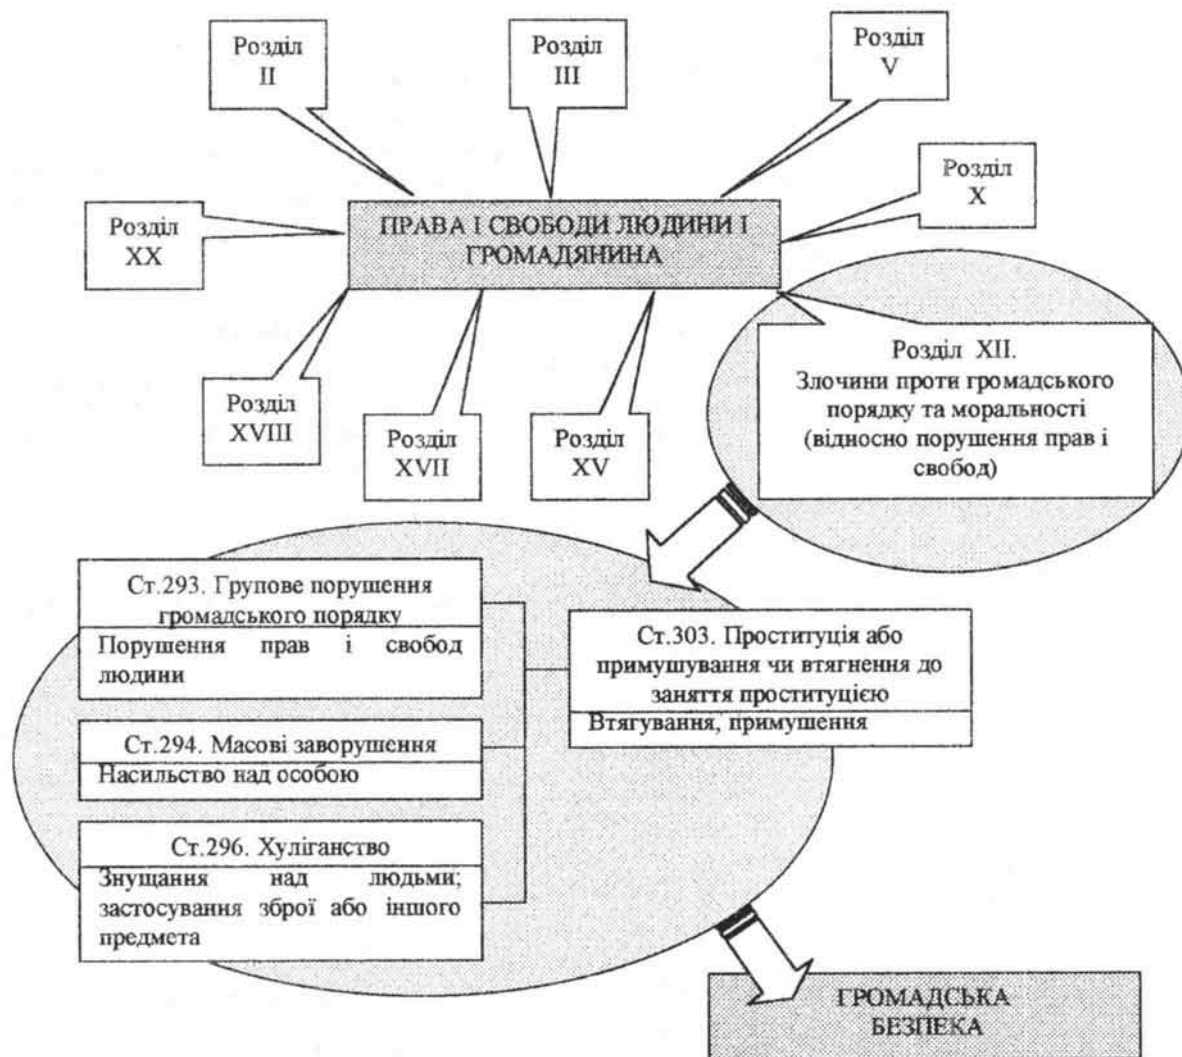 Розділ
II
Розділ
III
Розділ
V
Розділ
X
Розділ
XX
ПРАВА І СВОБОДИ ЛЮДИНИ І
ГРОМАДЯНИНА
Розділ
XVIII
Розділ
XVII
Розділ
XV
Розділ XII.
Злочини проти громадського
порядку та моральності
(відносно порушення прав і
свобод)
Ст.293. Групове порушення
громадського порядку
Порушення прав і свобод
людини
Ст.303. Проституція або
примушування чи втягнення до
заняття проституцією
Втягування, примушення
Ст.294. Масові заворушення
Насильство над особою
Ст.296. Хуліганство
Знущання над людьми;
застосування зброї або іншого
предмета
ГРОМАДСЬКА
БЕЗПЕКА